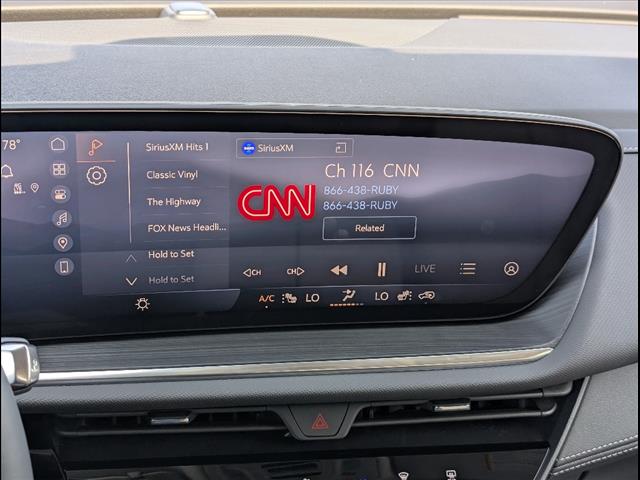 78°
SiriusXM Hits 1
Classic Vinyl
The Highway
FOX News Headli...
Hold to Set
Hold to Set
SiriusXM
CNN
Ch 116 CNN
866-438-RUBY
866-438-RUBY
Related
CH
CH
LIVE
A/C
LO
LO